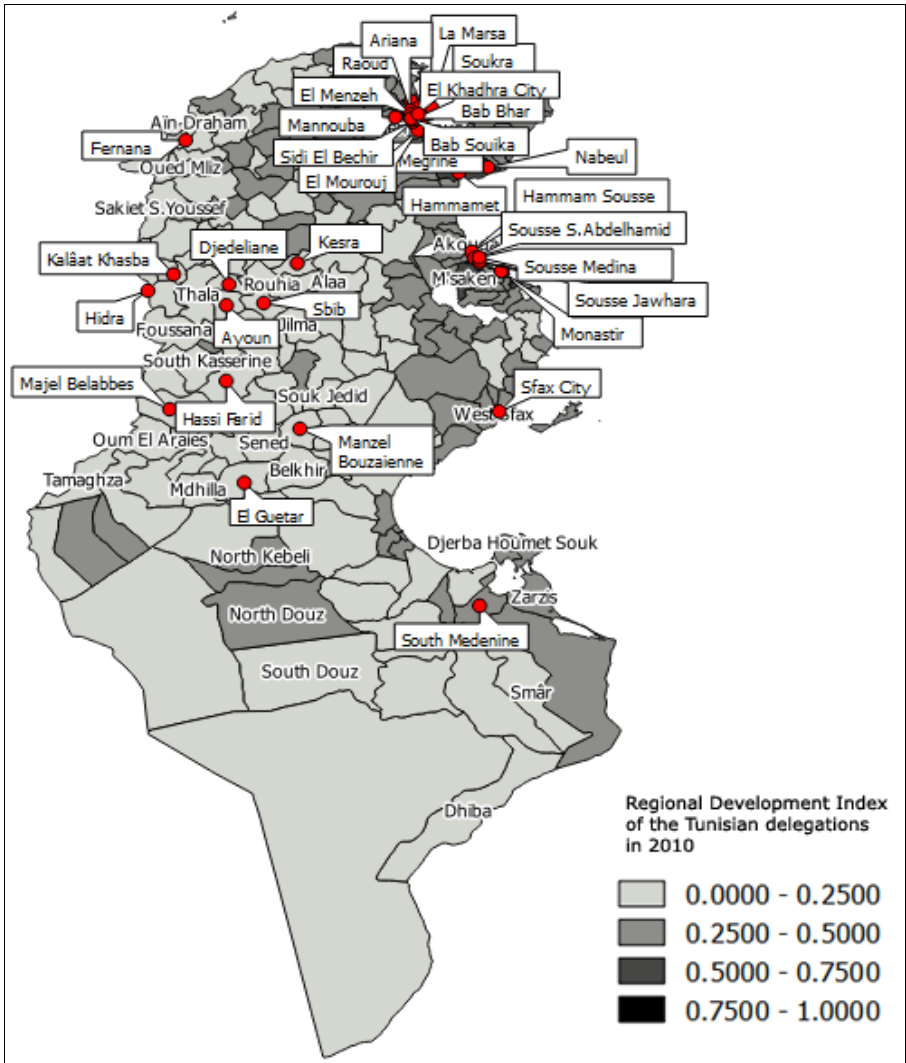 La Marsa
Ariana
Raoud
Soukra
El Khadhra City
El Menzeh
Bab Bhar
Aïn-Draham
Mannouba
Fernana
Bab Souika
Sidi El Bechir
Megrine
Nabeul
Oued Mliz
El Mourouj
Hammamet
Hammam Sousse
Sakiet S.Youssef
Sousse S.Abdelhamid
Djedeliane
Kesra
Kalâat Khasba
Sousse Medina
M'saken
Rouhia
Alaa
Thala
Sousse Jawhara
Sbib
Hidra
Foussana
Jilma
Ayoun
Monastir
South Kasserine
Majel Belabbes
Sfax City
Souk Jedid
West Sfax
Hassi Farid
Oum El Araies
Sened
Manzel
Bouzaienne
Belkhir
Tamaghza
Mdhilla
El Guetar
Djerba Houmet Souk
North Kebeli
Zarzis
North Douz
South Medenine
South Douz
Smâr
Dhiba
Regional Development Index
of the Tunisian delegations
in 2010
0.0000 - 0.2500
0.2500 - 0.5000
0.5000 - 0.7500
0.7500 - 1.0000